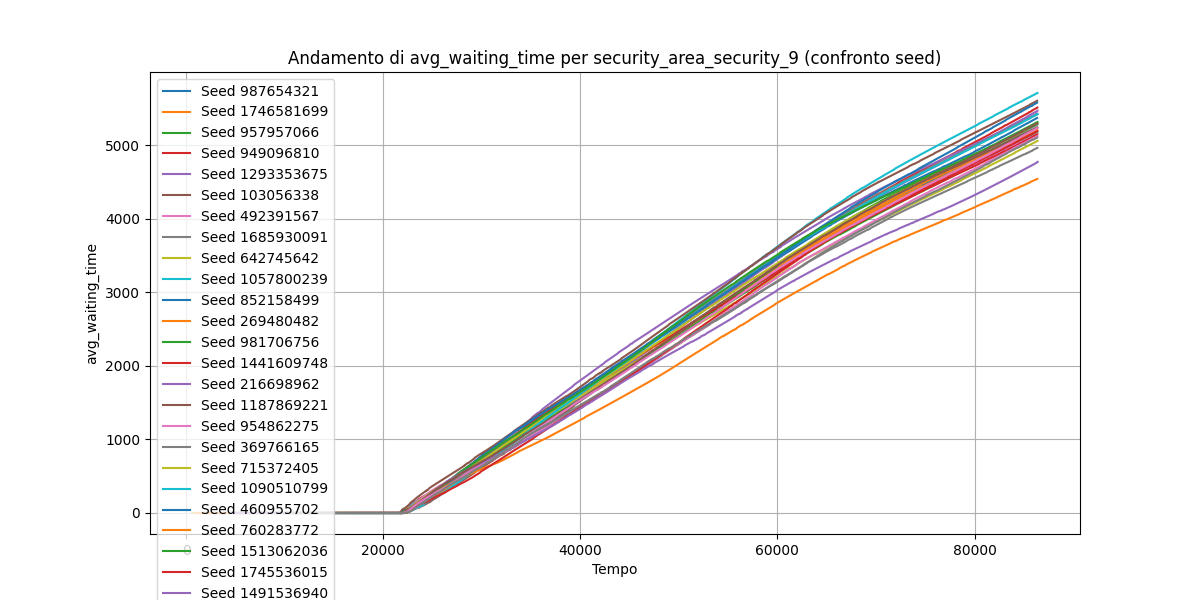 Andamento di avg_waiting_time per security_area_security_9 (confronto seed)
avg_waiting_time
5000
4000
3000
2000
1000
0
Seed 987654321
Seed 1746581699
Seed 957957066
Seed 949096810
Seed 1293353675
Seed 103056338
Seed 492391567
Seed 1685930091
Seed 642745642
Seed 1057800239
Seed 852158499
Seed 269480482
Seed 981706756
Seed 1441609748
Seed 216698962
Seed 1187869221
Seed 954862275
Seed 369766165
Seed 715372405
Seed 1090510799
Seed 460955702
Seed 760283772
Seed 1513062036
Seed 1745536015
Seed 1491536940
0 20000 40000 60000 80000
Tempo